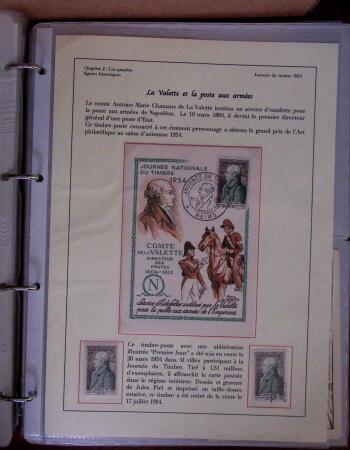 Chapitre 2 : Les grandes
figures historiques
Journée du timbre 1954
La Valette et la poste aux armées
Le comte Antoine Marie Chamans de La Valette institua un service d'estafette pour
la poste aux armées de Napoléon. Le 19 mars 1804, il devint le premier directeur
général d'une poste d'Etat.
Ce timbre-poste consacré à cet éminent personnage a obtenu le grand prix de l'Art
philatélique au salon d'automne 1954.
JOURNÉE NATIONALE
DU TIMBRE
1954
JOURNÉE DU
REIMS
COMTE
DE LA VALETTE
DIRECTEUR
DES
POSTES
1804-1815
N
Service d'Estafettes institué par La Valette
pour la poste aux armées de l'Empereur
Ce timbre-poste avec une oblitération
illustrée "Premier Jour" a été mis en vente le
20 mars 1954 dans 41 villes participant à la
Journée du Timbre. Tiré à 1,51 million
d'exemplaires, il affranchit la carte postale
dans le régime intérieur. Dessin et gravure
de Jules Piel et imprimé en taille-douce
rotative, ce timbre a été retiré de la vente le
17 juillet 1954.